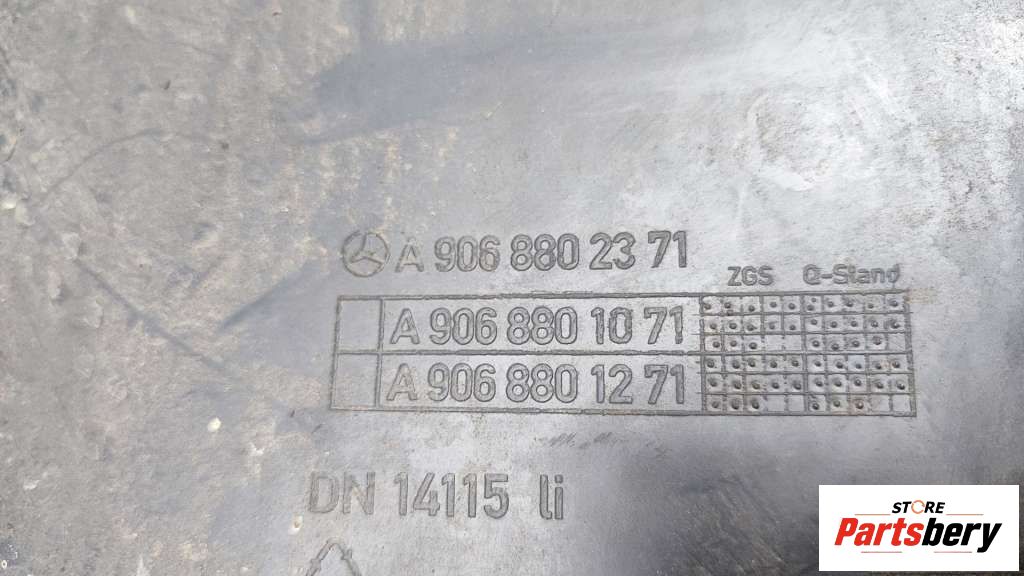 A 906 880 23 71
ZGS Q-Stand
A 906 880 10 71
A 906 880 12 71
DN 14115 li
STORE
Partsbery